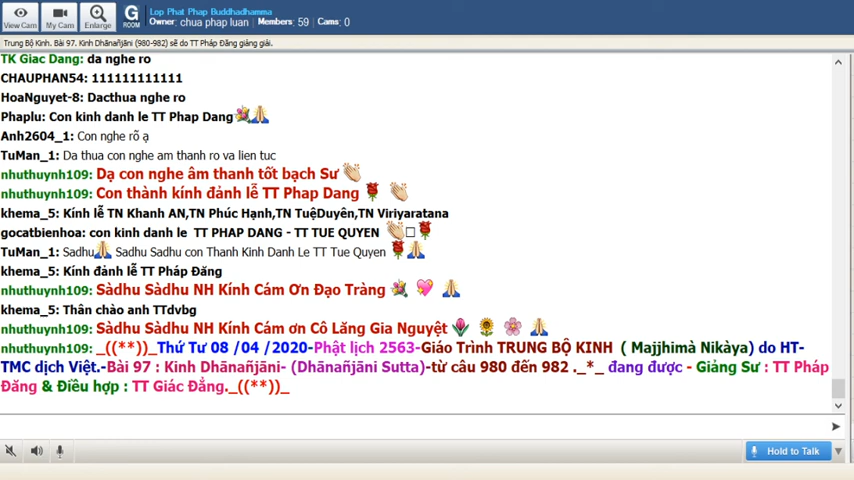 View Cam
My Cam
Enlarge
G
ROOM
Lop Phat Phap Buddhadhamma
Owner: chua phap luan / Members: 59 / Cams: 0
Trung Bộ Kinh. Bài 97. Kinh Dhānañjāni (980-982) sẽ do TT Pháp Đăng giảng giải.
TK Giac Dang: da nghe ro
CHAUPHAN54: 111111111111
HoaNguyet-8: Dacthua nghe ro
Phaplu: Con kinh danh le TT Phap Dang
Anh2604_1: Con nghe rõ ạ
TuMan_1: Da thua con nghe am thanh ro va lien tuc
nhuthuynh109: Dạ con nghe âm thanh tốt bạch Sư
nhuthuynh109: Con thành kính đảnh lễ TT Phap Dang
khema_5: Kính lễ TN Khanh AN,TN Phúc Hạnh,TN TuệDuyên,TN Viriyaratana
gocatbienhoa: con kinh danh le TT PHAP DANG - TT TUE QUYEN
TuMan_1: Sadhu Sadhu Sadhu con Thanh Kinh Danh Le TT Tue Quyen
khema_5: Kính đảnh lễ TT Pháp Đăng
nhuthuynh109: Sàdhu Sàdhu NH Kính Cám Ơn Đạo Tràng
khema_5: Thân chào anh TTdvbg
nhuthuynh109: Sàdhu Sàdhu NH Kính Cám ơn Cô Lăng Gia Nguyệt
nhuthuynh109: _((**))_Thứ Tư 08 /04 /2020-Phật lịch 2563-Giáo Trình TRUNG BỘ KINH ( Majjhimà Nikàya) do HT-
TMC dịch Việt.-Bài 97 : Kinh Dhānañjāni- (Dhānañjāni Sutta)-từ câu 980 đến 982 ._*_ đang được - Giảng Sư : TT Pháp
Đăng & Điều hợp : TT Giác Đẳng._((**))_
Hold to Talk